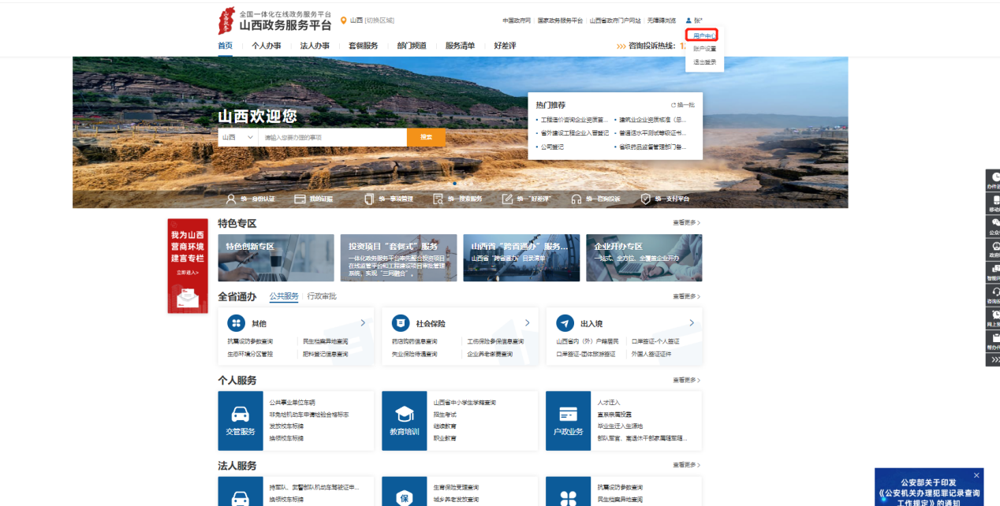 全国一体化在线政务服务平台
山西政务服务平台
山西 [切换区域]
中国政府网 国家政务服务平台 山西省政府门户网站 无障碍浏览 张*
用户中心
账户设置
退出登录
首页 个人办事 法人办事 套餐服务 部门频道 服务清单 好差评
>>> 咨询投诉热线：1
山西欢迎您
山西 请输入您要办理的事项 搜索
热门推荐 换一批
工程造价咨询企业资质首... 建筑业企业资质核准（总...
省外建设工程企业入晋登记 普通话水平测试等级证书...
公司登记 省级药品监督管理部门备...
统一身份认证 我的证照 统一事项管理 统一搜索服务 统一“好差评” 统一咨询投诉 统一支付平台
我为山西
营商环境
建言专栏
立即进入>
特色专区 查看更多>
特色创新专区
投资项目“套餐式”服务
一体化政务服务平台率先整合投资项目
在线监管平台和工程建设项目审批管理
系统，实现“三网融合”。
山西省“跨省通办”服务...
山西省“跨省通办”目录清单
企业开办专区
一站式、全方位、全覆盖企业开办
全省通办 公共服务 行政审批 查看更多>
其他
抗震设防参数查询 民生档案异地查询
生态环境分区管控 肥料登记信息查询
社会保险
药店购药信息查询 工伤保险参保信息查询
失业保险待遇查询 企业养老缴费查询
出入境
山西省内（外）户籍居民 口岸签证-个人签证
口岸签证-团体旅游签证 外国人签证证件
个人服务 查看更多>
交管服务
公共事业单位车辆
非免检机动车申请检验合格标志
发放校车标牌
换领校车标牌
教育培训
山西省中小学生学籍查询
招生考试
继续教育
职业教育
户政业务
人才迁入
直系亲属投靠
毕业生迁入生源地
部队军官、离退休干部家属随军随...
法人服务 查看更多>
持军队、武警部队机动车驾驶证申...
换领校车标牌
保
生育保险受理查询
城乡养老发放查询
抗震设防参数查询
民生档案异地查询
公安部关于印发
《公安机关办理犯罪记录查询
工作规定》的通知